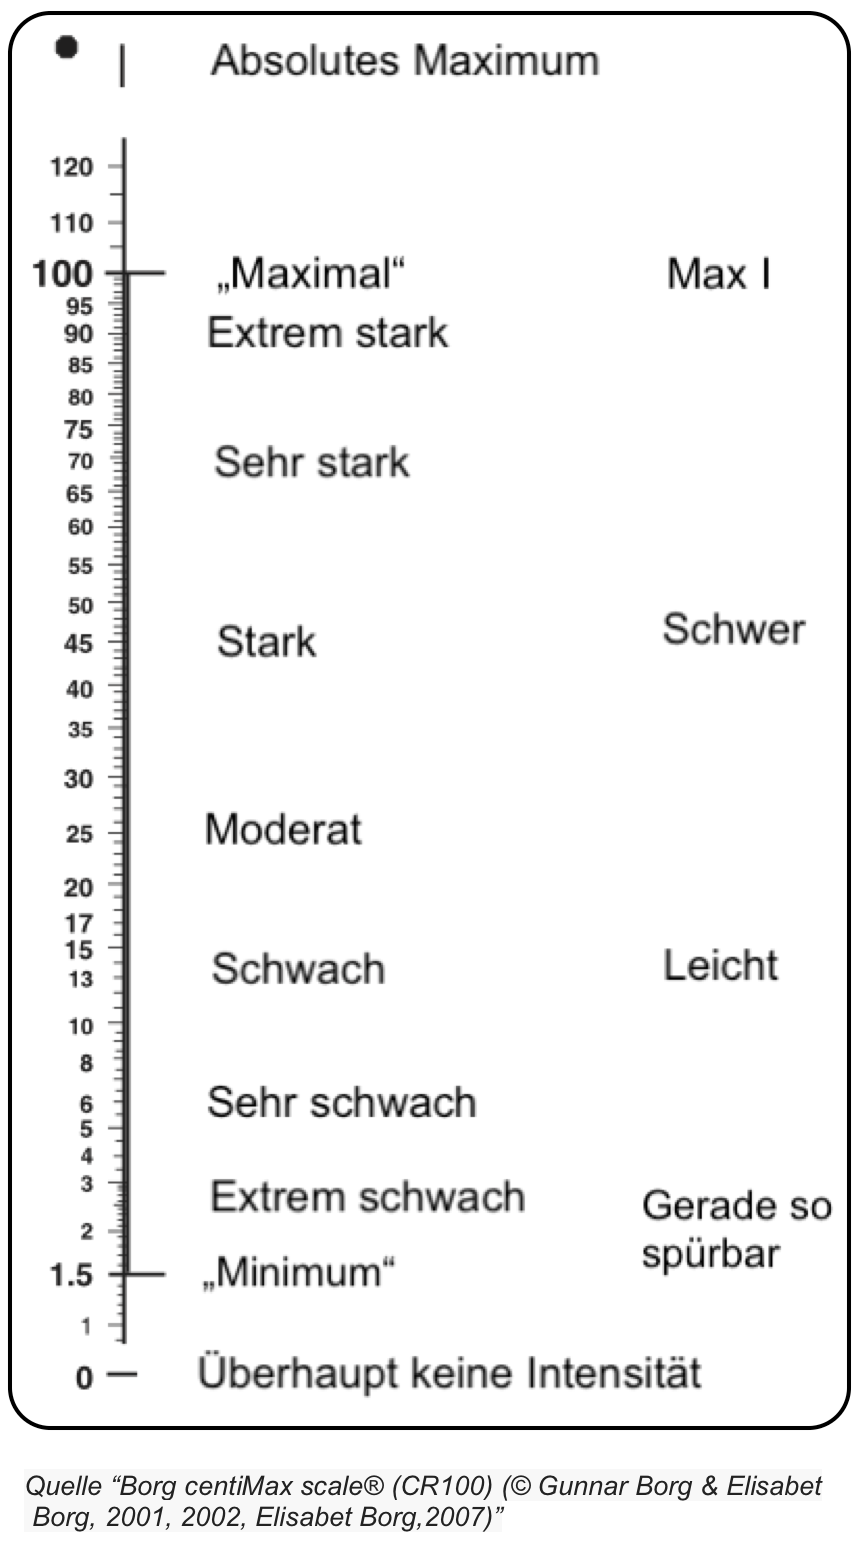 Absolutes Maximum
120
110
100 „Maximal“ Max I
95
90 Extrem stark
85
80
75
70 Sehr stark
65
60
55
50
45 Stark Schwer
40
35
30
25 Moderat
20
17
15
13 Schwach Leicht
10
8
6 Sehr schwach
5
4
3 Extrem schwach Gerade so
2 spürbar
1.5 „Minimum“
1
0 Überhaupt keine Intensität
Quelle “Borg centiMax scale® (CR100) (© Gunnar Borg & Elisabet
Borg, 2001, 2002, Elisabet Borg,2007)”